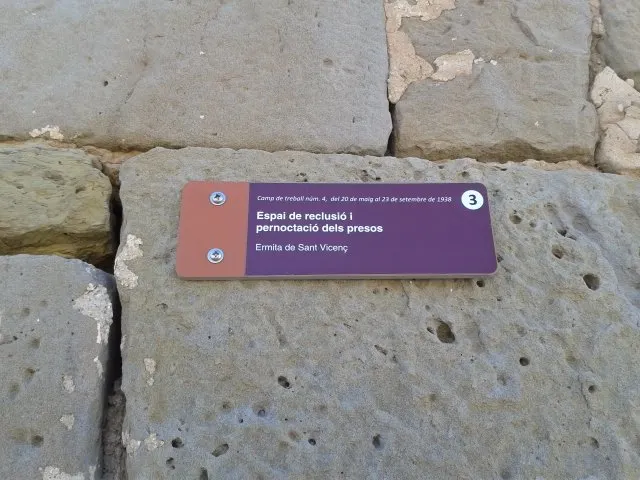 Camp de treball núm. 4, del 20 de maig al 23 de setembre de 1938
3
Espai de reclusió i
pernoctació dels presos
Ermita de Sant Vicenç